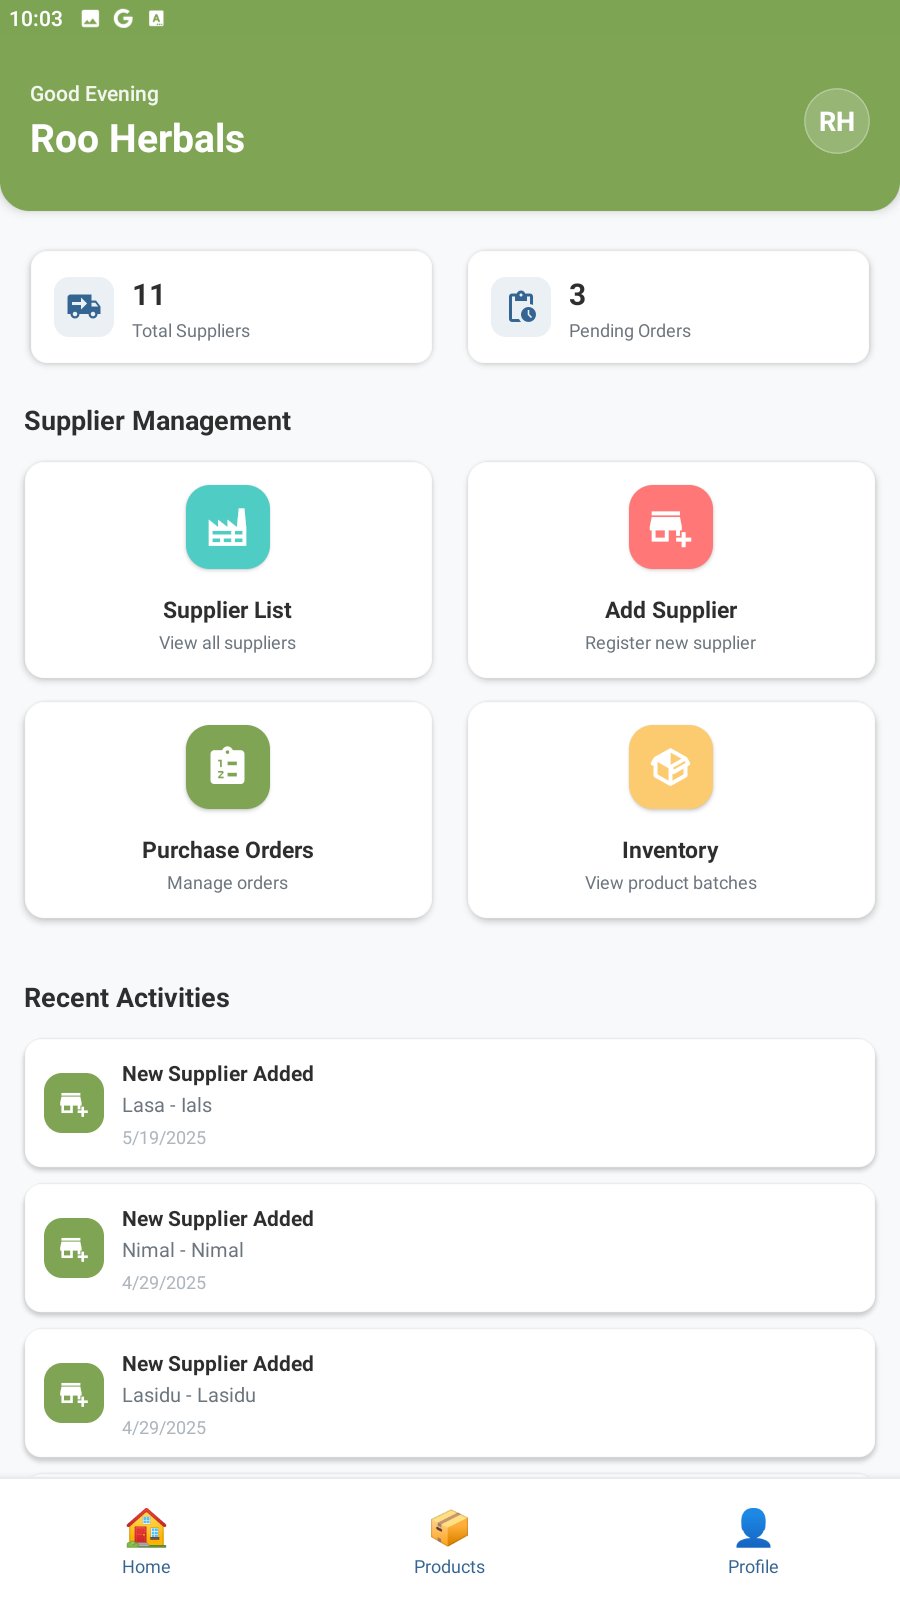 10:03
Good Evening
Roo Herbals
RH
11
Total Suppliers
3
Pending Orders
Supplier Management
Supplier List
View all suppliers
Add Supplier
Register new supplier
Purchase Orders
Manage orders
Inventory
View product batches
Recent Activities
New Supplier Added
Lasa - lals
5/19/2025
New Supplier Added
Nimal - Nimal
4/29/2025
New Supplier Added
Lasidu - Lasidu
4/29/2025
Home
Products
Profile